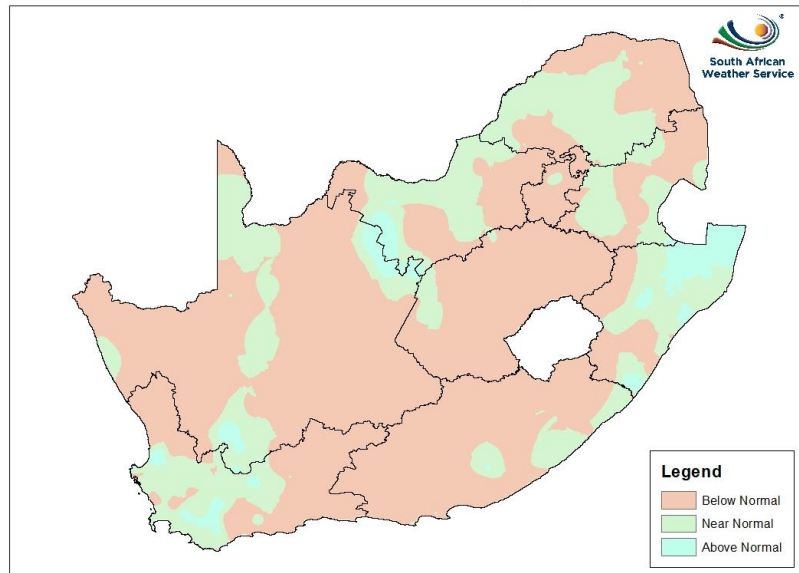 ®
South African
Weather Service
Legend
Below Normal
Near Normal
Above Normal